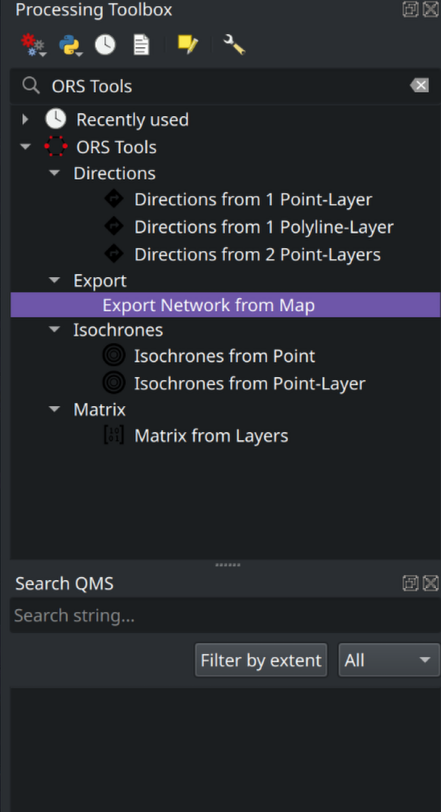 Processing Toolbox
ORS Tools
Recently used
ORS Tools
Directions
Directions from 1 Point-Layer
Directions from 1 Polyline-Layer
Directions from 2 Point-Layers
Export
Export Network from Map
Isochrones
Isochrones from Point
Isochrones from Point-Layer
Matrix
Matrix from Layers
Search QMS
Search string...
Filter by extent All